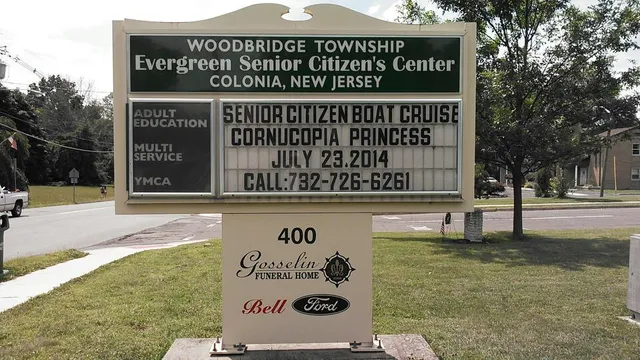 WOODBRIDGE TOWNSHIP
Evergreen Senior Citizen's Center
COLONIA, NEW JERSEY
ADULT
EDUCATION
MULTI
SERVICE
YMCA
SENIOR CITIZEN BOAT CRUISE
CORNUCOPIA PRINCESS
JULY 23.2014
CALL:732-726-6261
400
Gosselin
FUNERAL HOME
Bell Ford